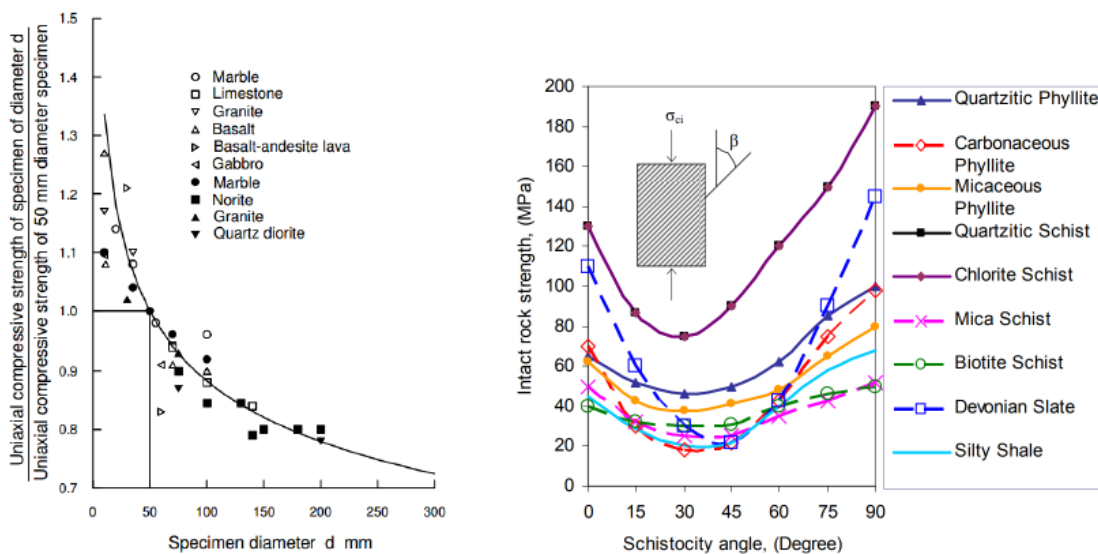 Uniaxial compressive strength of specimen of diameter d
Uniaxial compressive strength of 50 mm diameter specimen
1.5
1.4
1.3
1.2
1.1
1.0
0.9
0.8
0.7
0
50
100
150
200
250
300
Specimen diameter d mm
Marble
Limestone
Granite
Basalt
Basalt-andesite lava
Gabbro
Marble
Norite
Granite
Quartz diorite
Intact rock strength, (MPa)
200
180
160
140
120
100
80
60
40
20
0
0
15
30
45
60
75
90
Schistocity angle, (Degree)
σci
β
Quartzitic Phyllite
Carbonaceous
Phyllite
Micaceous
Phyllite
Quartzitic Schist
Chlorite Schist
Mica Schist
Biotite Schist
Devonian Slate
Silty Shale